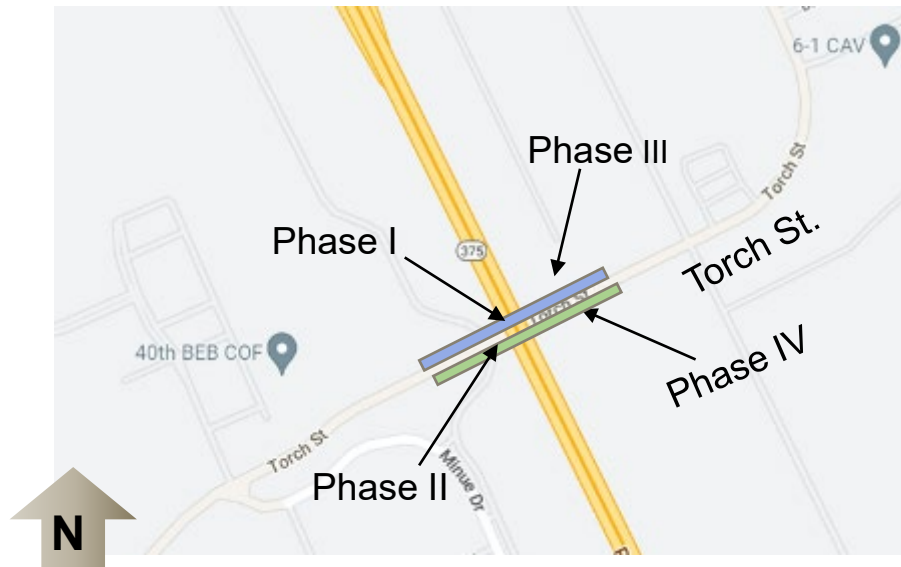 6-1 CAV
Phase III
Torch St
Torch St.
Phase I
375
Torch St
40th BEB COF
Phase IV
Torch St
Minue Dr
Phase II
N